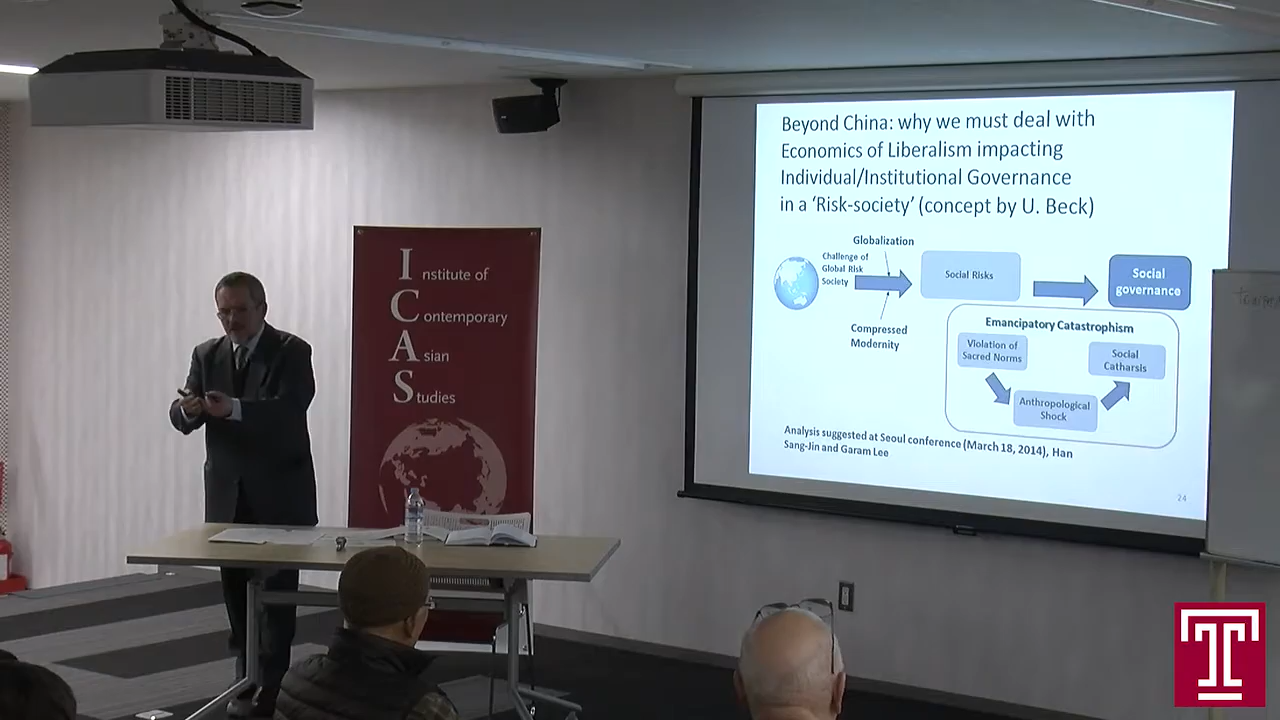 Beyond China: why we must deal with
Economics of Liberalism impacting
Individual/Institutional Governance
in a ‘Risk-society’ (concept by U. Beck)
Globalization
Challenge of
Global Risk
Society
Social Risks
Social
governance
Compressed
Modernity
Emancipatory Catastrophism
Violation of
Sacred Norms
Social
Catharsis
Anthropological
Shock
Analysis suggested at Seoul conference (March 18, 2014), Han
Sang-Jin and Garam Lee
24
Institute of
Contemporary
Asian
Studies
T